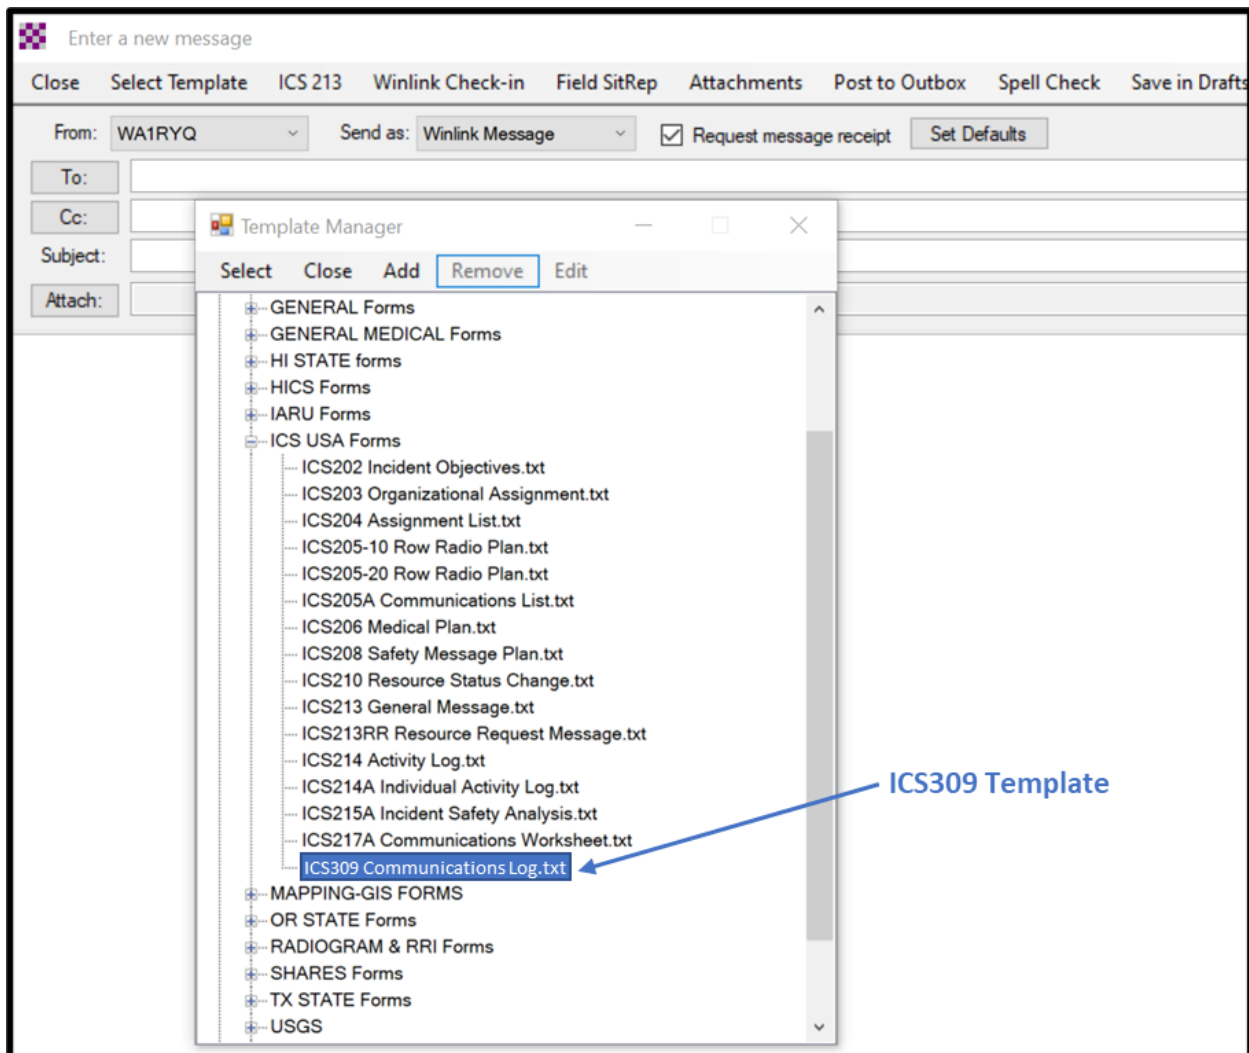 Enter a new message
Close Select Template ICS 213 Winlink Check-in Field SitRep Attachments Post to Outbox Spell Check Save in Drafts
From: WA1RYQ Send as: Winlink Message Request message receipt Set Defaults
To:
Cc:
Subject:
Attach:
Template Manager
Select Close Add Remove Edit
GENERAL Forms
GENERAL MEDICAL Forms
HI STATE forms
HICS Forms
IARU Forms
ICS USA Forms
ICS202 Incident Objectives.txt
ICS203 Organizational Assignment.txt
ICS204 Assignment List.txt
ICS205-10 Row Radio Plan.txt
ICS205-20 Row Radio Plan.txt
ICS205A Communications List.txt
ICS206 Medical Plan.txt
ICS208 Safety Message Plan.txt
ICS210 Resource Status Change.txt
ICS213 General Message.txt
ICS213RR Resource Request Message.txt
ICS214 Activity Log.txt
ICS214A Individual Activity Log.txt
ICS215A Incident Safety Analysis.txt
ICS217A Communications Worksheet.txt
ICS309 Communications Log.txt
MAPPING-GIS FORMS
OR STATE Forms
RADIOGRAM & RRI Forms
SHARES Forms
TX STATE Forms
USGS
ICS309 Template